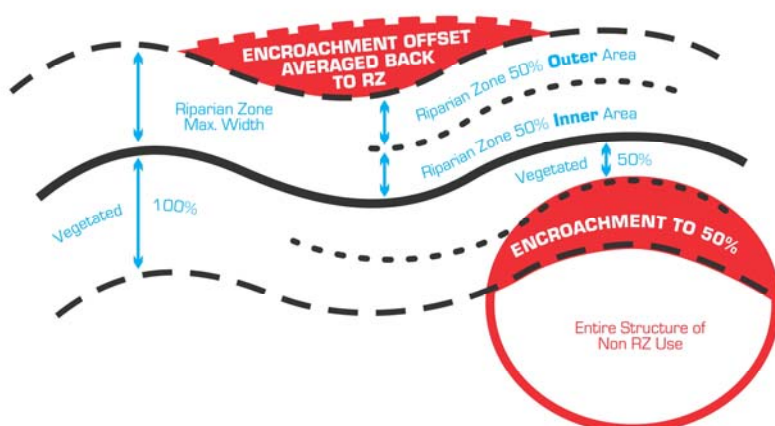 ENCROACHMENT OFFSET
AVERAGED BACK
TO RZ
Riparian Zone
Max. Width
Riparian Zone 50% Outer Area
Riparian Zone 50% Inner Area
Vegetated 100%
Vegetated 50%
ENCROACHMENT TO 50%
Entire Structure of
Non RZ Use